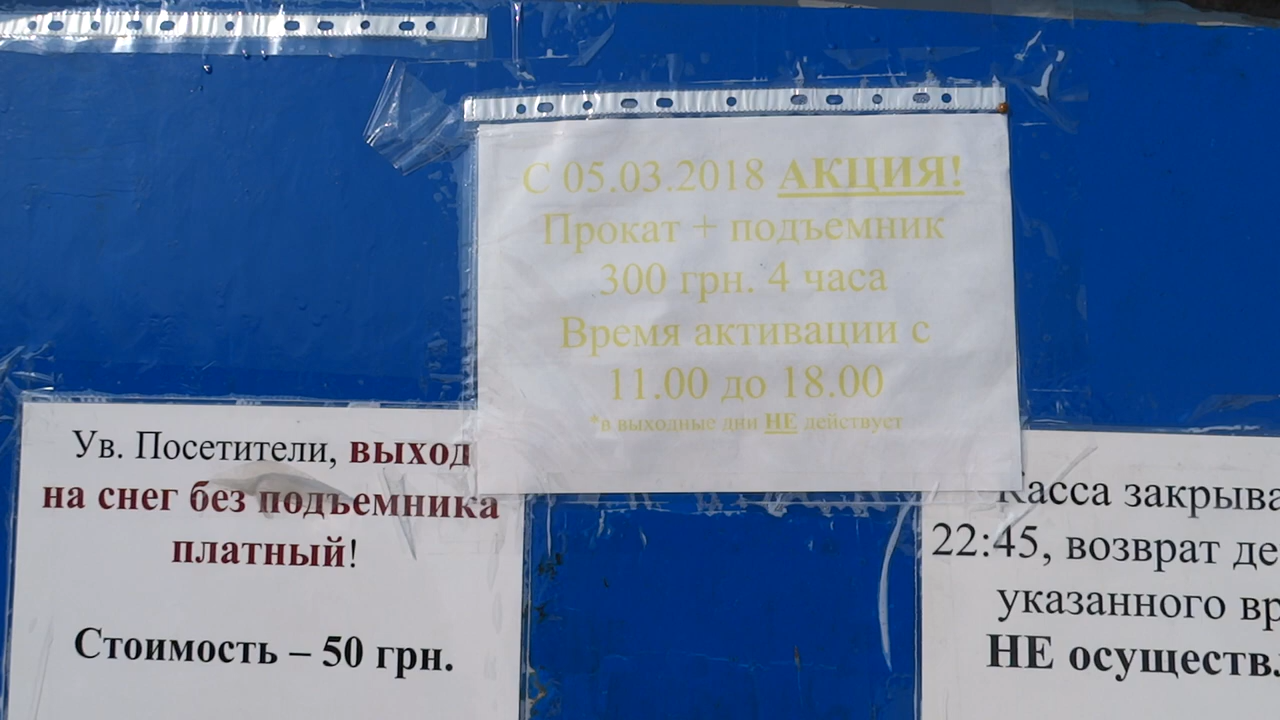 С 05.03.2018 АКЦИЯ!
Прокат + подъемник
300 грн. 4 часа
Время активации с
11.00 до 18.00
*в выходные дни НЕ действует
Ув. Посетители, выход
на снег без подъемника
платный!
Стоимость – 50 грн.
Касса закрыва
22:45, возврат де
указанного вр
НЕ осуществл